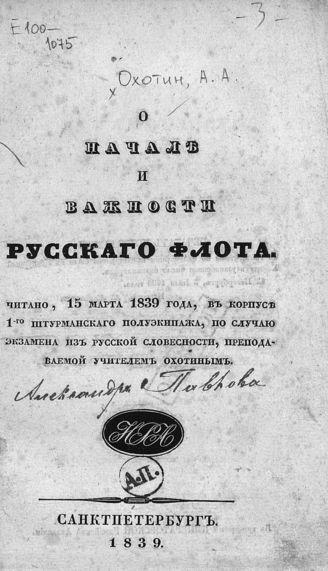 Е100-
1075
-3-
Охотин, А. А.
О
НАЧАЛѢ
И
ВАЖНОСТИ
РУССКАГО ФЛОТА.
ЧИТАНО, 15 МАРТА 1839 ГОДА, ВЪ КОРПУСѢ
1-го ШТУРМАНСКАГО ПОЛУЭКИПАЖА, ПО СЛУЧАЮ
ЭКЗАМЕНА ИЗЪ РУССКОЙ СЛОВЕСНОСТИ, ПРЕПОДА-
ВАЕМОЙ УЧИТЕЛЕМЪ ОХОТИНЫМЪ.
Александра Павлова
А.П.
САНКТПЕТЕРБУРГЪ.
1839.